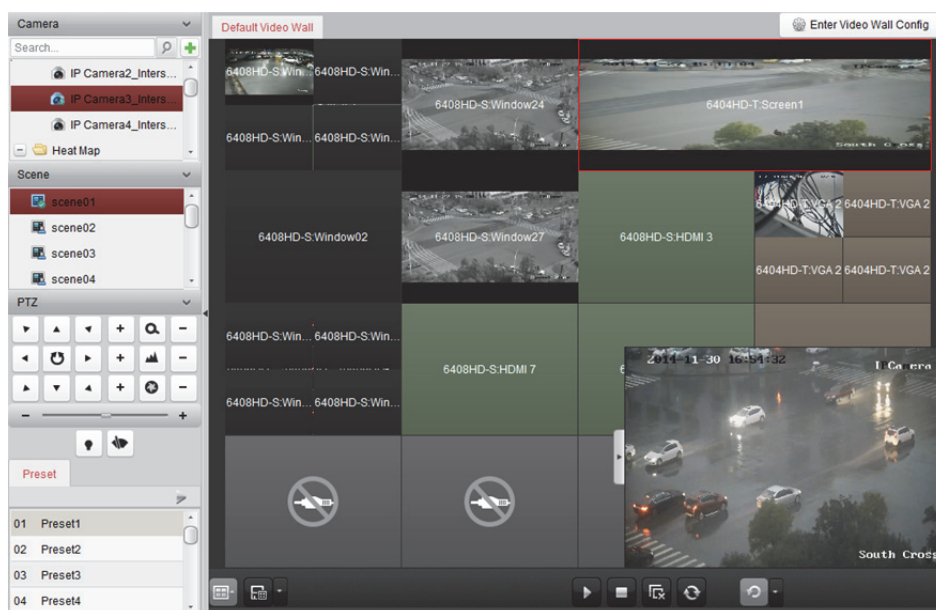 Camera
Search...
IP Camera2_Inters...
IP Camera3_Inters...
IP Camera4_Inters...
Heat Map
Scene
scene01
scene02
scene03
scene04
PTZ
Preset
01 Preset1
02 Preset2
03 Preset3
04 Preset4
Default Video Wall
Enter Video Wall Config
6408HD-S:Win... 6408HD-S:Win...
6408HD-S:Window24
6404HD-T:Screen1
6408HD-S:Win... 6408HD-S:Win...
South Cross
6408HD-S:Window02
6408HD-S:Window27
6408HD-S:HDMI 3
6404HD-T:VGA 2 6404HD-T:VGA 2
6404HD-T:VGA 2 6404HD-T:VGA 2
6408HD-S:Win... 6408HD-S:Win...
6408HD-S:HDMI 7
6408HD-S:Win... 6408HD-S:Win...
2014-11-30 16:54:32
IPCamera
South Cross